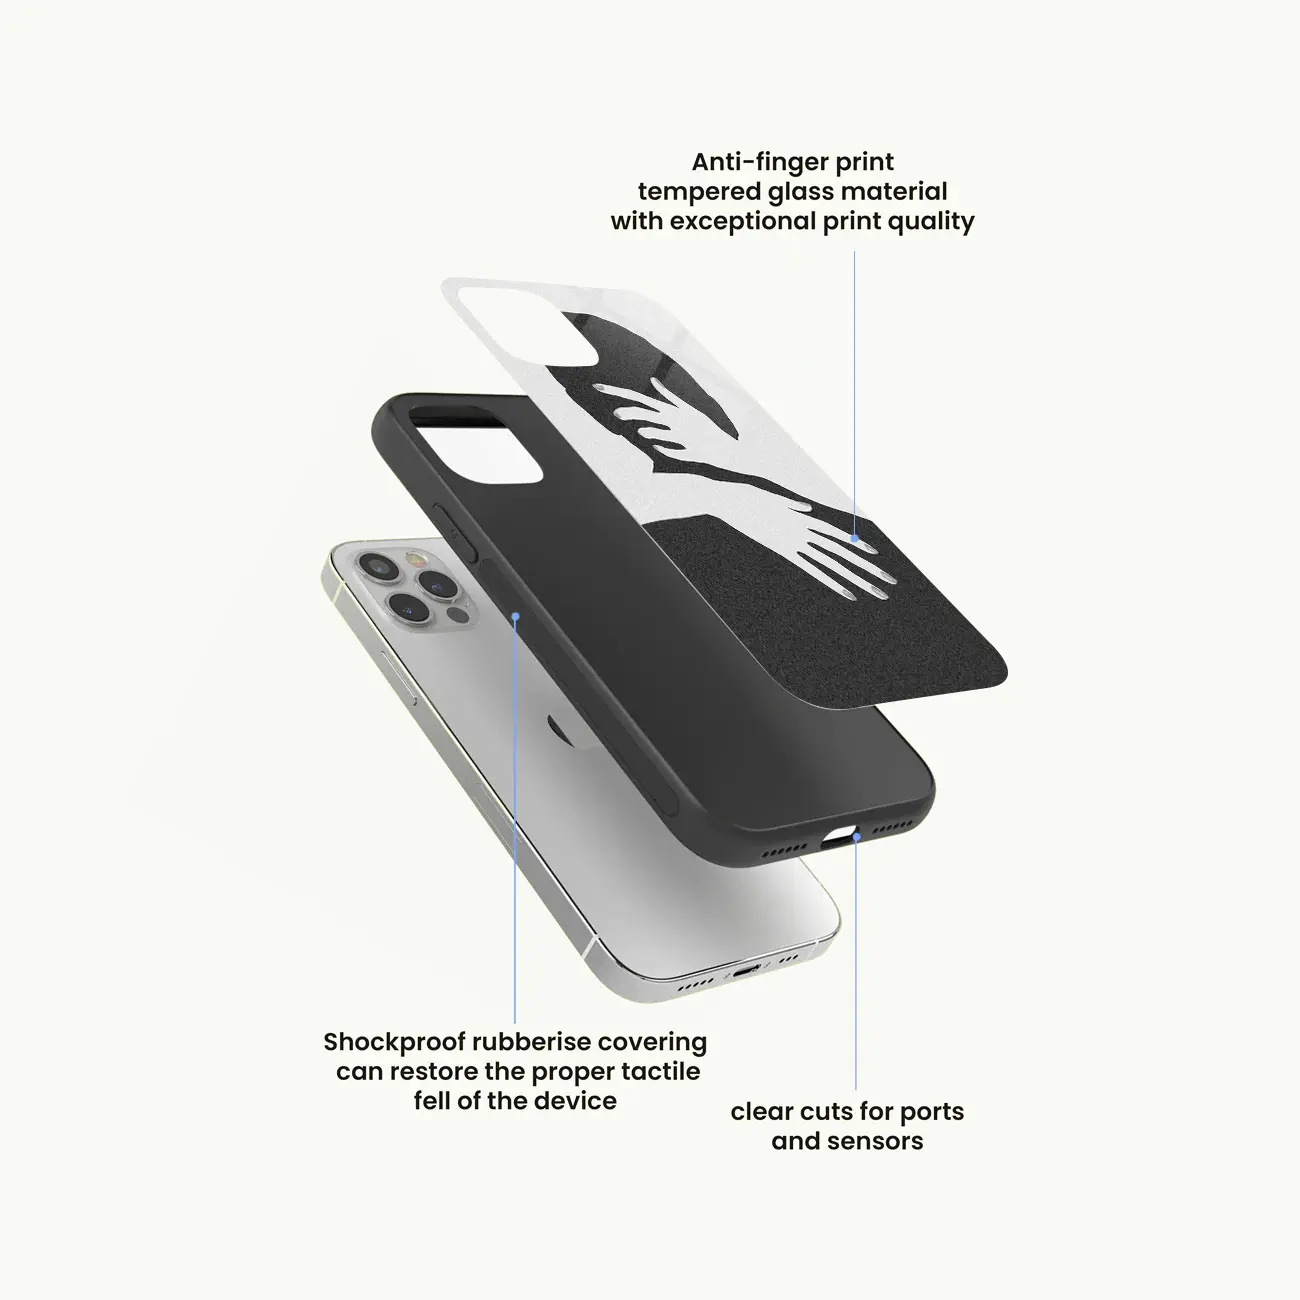 Anti-finger print
tempered glass material
with exceptional print quality
Shockproof rubberise covering
can restore the proper tactile
fell of the device
clear cuts for ports
and sensors